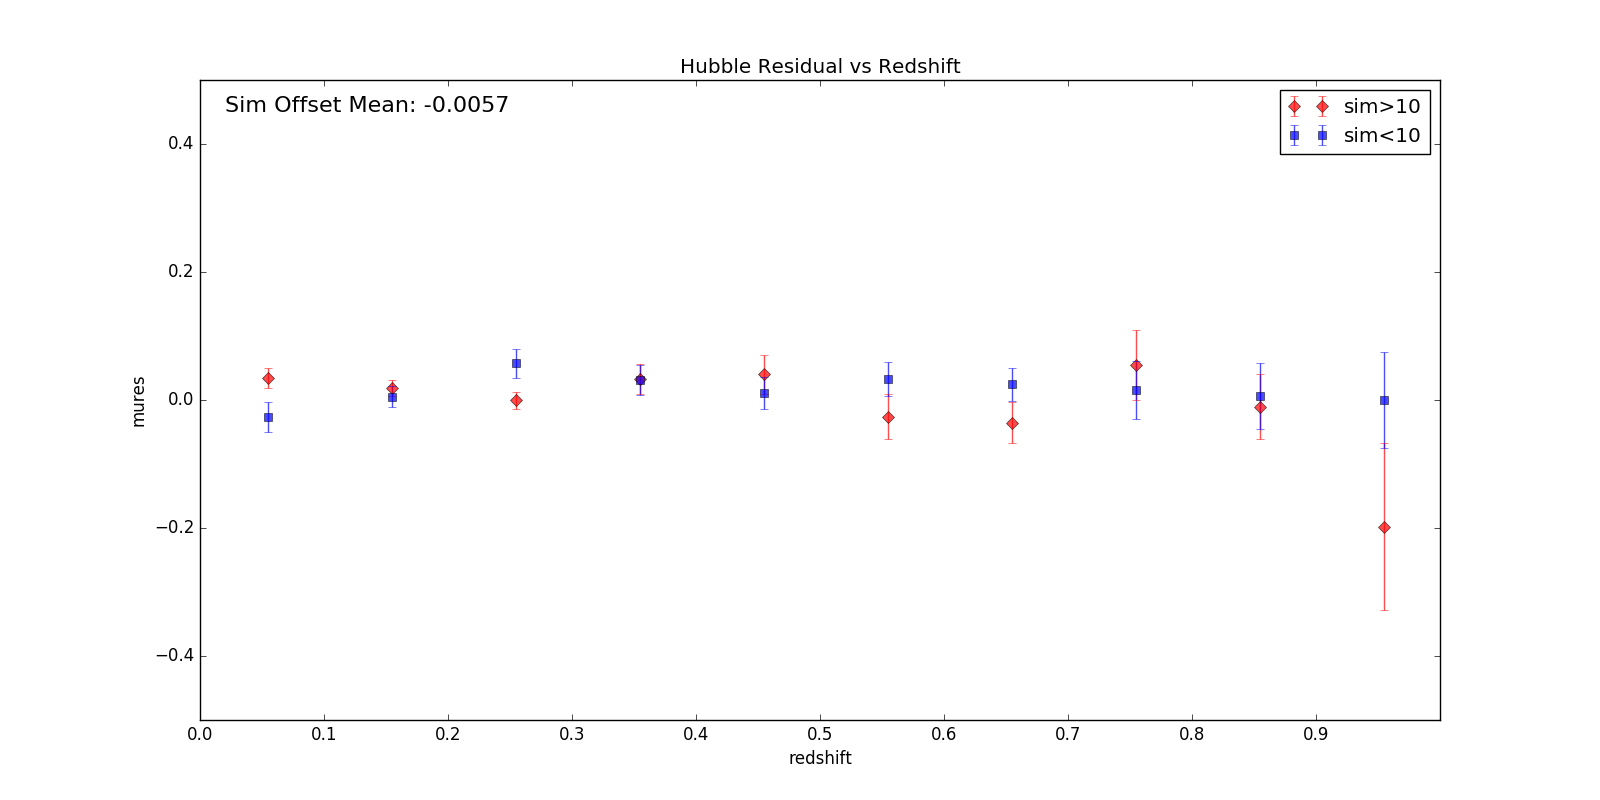 Hubble Residual vs Redshift
Sim Offset Mean: -0.0057
sim>10
sim<10
0.4
0.2
0.0
−0.2
−0.4
mures
0.0 0.1 0.2 0.3 0.4 0.5 0.6 0.7 0.8 0.9
redshift